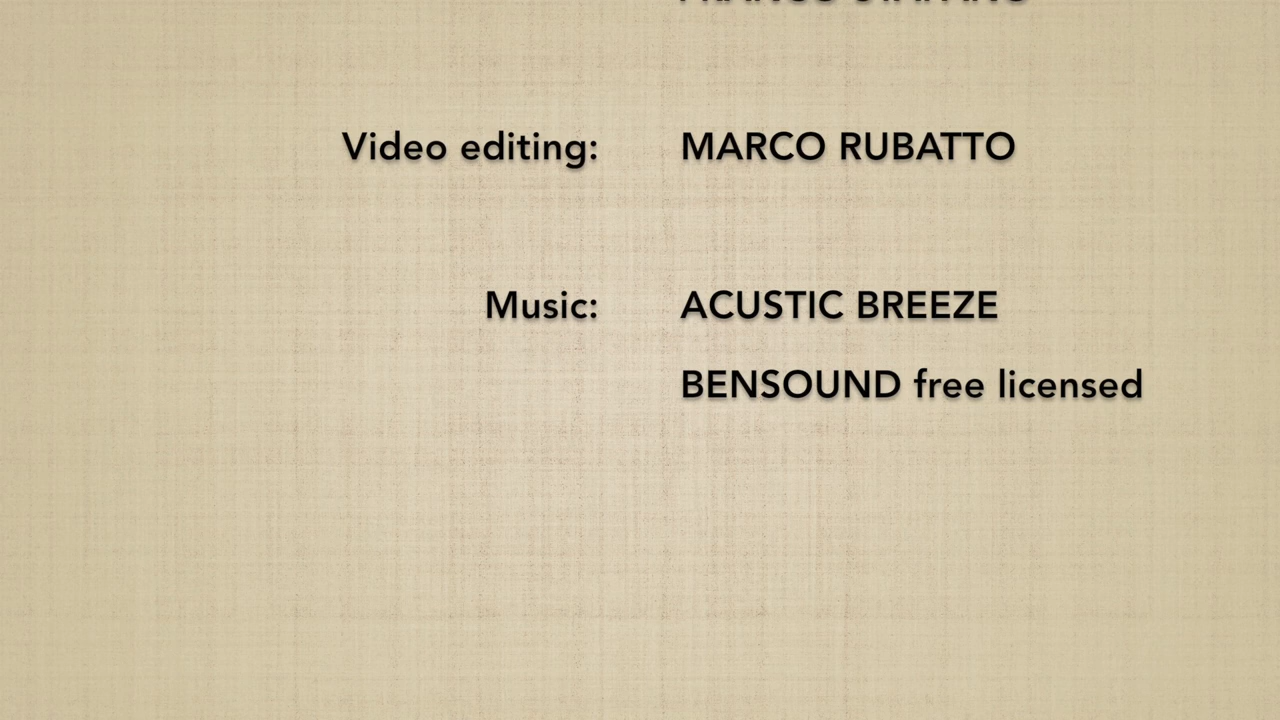 Video editing: MARCO RUBATTO
Music: ACUSTIC BREEZE
BENSOUND free licensed